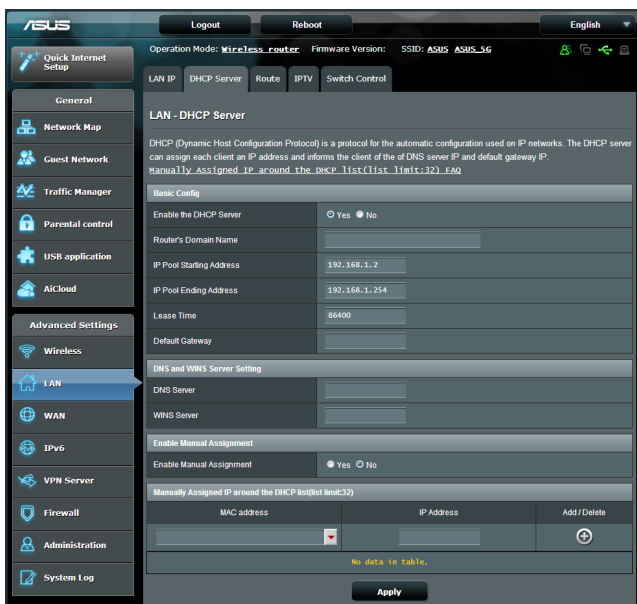 ASUS
Logout
Reboot
English
Quick Internet Setup
Operation Mode: Wireless router Firmware Version: SSID: ASUS ASUS_5G
LAN IP DHCP Server Route IPTV Switch Control
General
Network Map
Guest Network
Traffic Manager
Parental control
USB application
AiCloud
Advanced Settings
Wireless
LAN
WAN
IPv6
VPN Server
Firewall
Administration
System Log
LAN - DHCP Server
DHCP (Dynamic Host Configuration Protocol) is a protocol for the automatic configuration used on IP networks. The DHCP server
can assign each client an IP address and informs the client of the of DNS server IP and default gateway IP.
Manually Assigned IP around the DHCP list(list limit:32) FAQ
Basic Config
Enable the DHCP Server Yes No
Router's Domain Name
IP Pool Starting Address 192.168.1.2
IP Pool Ending Address 192.168.1.254
Lease Time 86400
Default Gateway
DNS and WINS Server Setting
DNS Server
WINS Server
Enable Manual Assignment
Enable Manual Assignment Yes No
Manually Assigned IP around the DHCP list(list limit:32)
MAC address IP Address Add / Delete
No data in table.
Apply